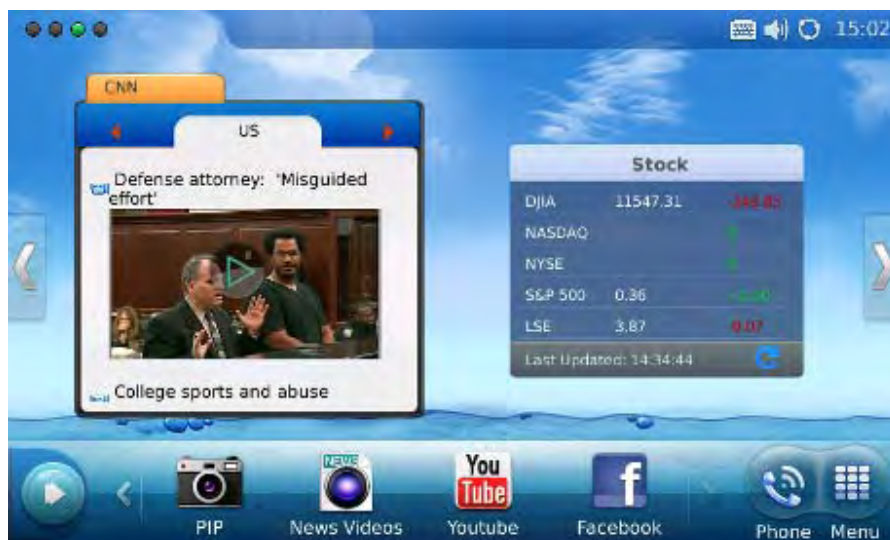 15:02
CNN
US
Defense attorney: 'Misguided
effort'
College sports and abuse
Stock
DJIA 11547.31
NASDAQ
NYSE
S&P 500 0.36
LSE 3.87 -0.07
Last Updated: 14:34:44
NEWS
You
Tube
f
PIP
News Videos
Youtube
Facebook
Phone
Menu